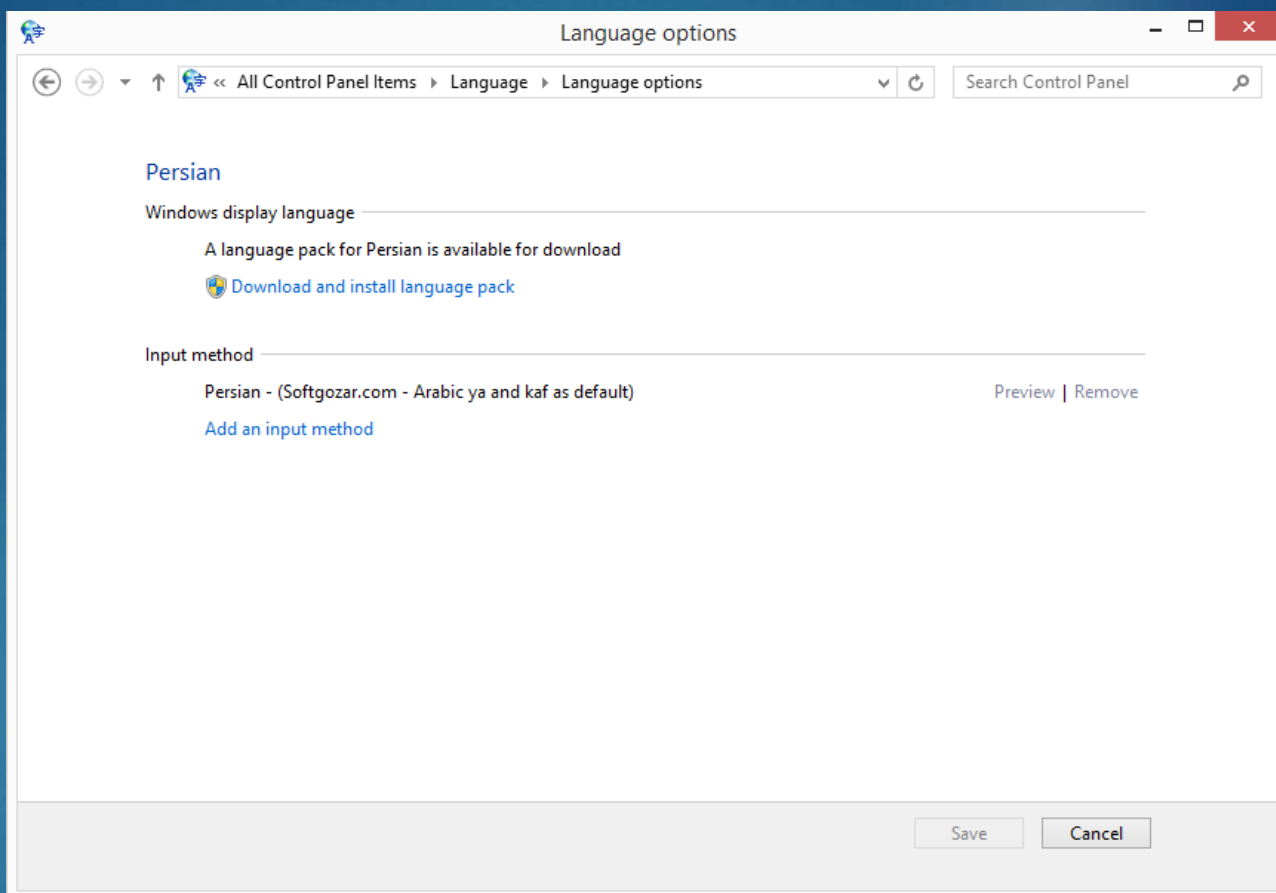 Language options
« All Control Panel Items Language Language options Search Control Panel
Persian
Windows display language
A language pack for Persian is available for download
Download and install language pack
Input method
Persian - (Softgozar.com - Arabic ya and kaf as default) Preview | Remove
Add an input method
Save Cancel